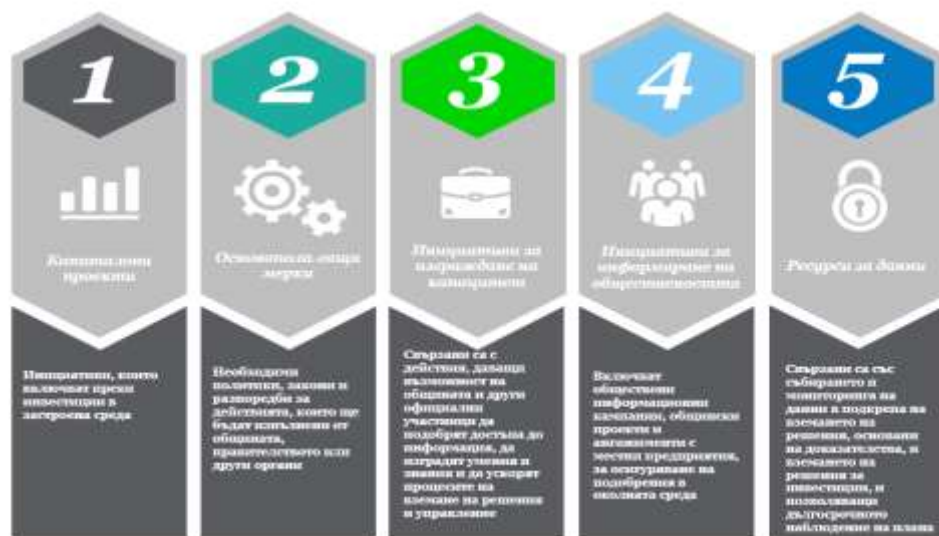 1
2
3
4
5
Капиталови
проекти
Основополагащи
мерки
Инициативи за
изграждане на
капацитет
Инициативи за
информиране на
обществеността
Ресурси за данни
Инициативи, които
включват преки
инвестиции в
застроена среда
Необходими
политики, закони и
разпоредби за
действията, които ще
бъдат изпълнени от
общината,
правителството или
други органи
Свързани са с
действия, даващи
възможност на
общината и други
официални
участници да
подобрят достъпа до
информация, да
изградят умения и
знания и да ускорят
процесите на
вземане на решения
и управление
Включват
обществени
информационни
кампании, общински
проекти и
ангажименти с
местни предприятия,
за осигуряване на
подобрения в
околната среда
Свързани са със
събирането и
мониторинга на
данни в подкрепа на
вземането на
решения, основани
на доказателства, и
вземането на
решения за
инвестиции, и
позволяващи
дългосрочното
наблюдение на плана